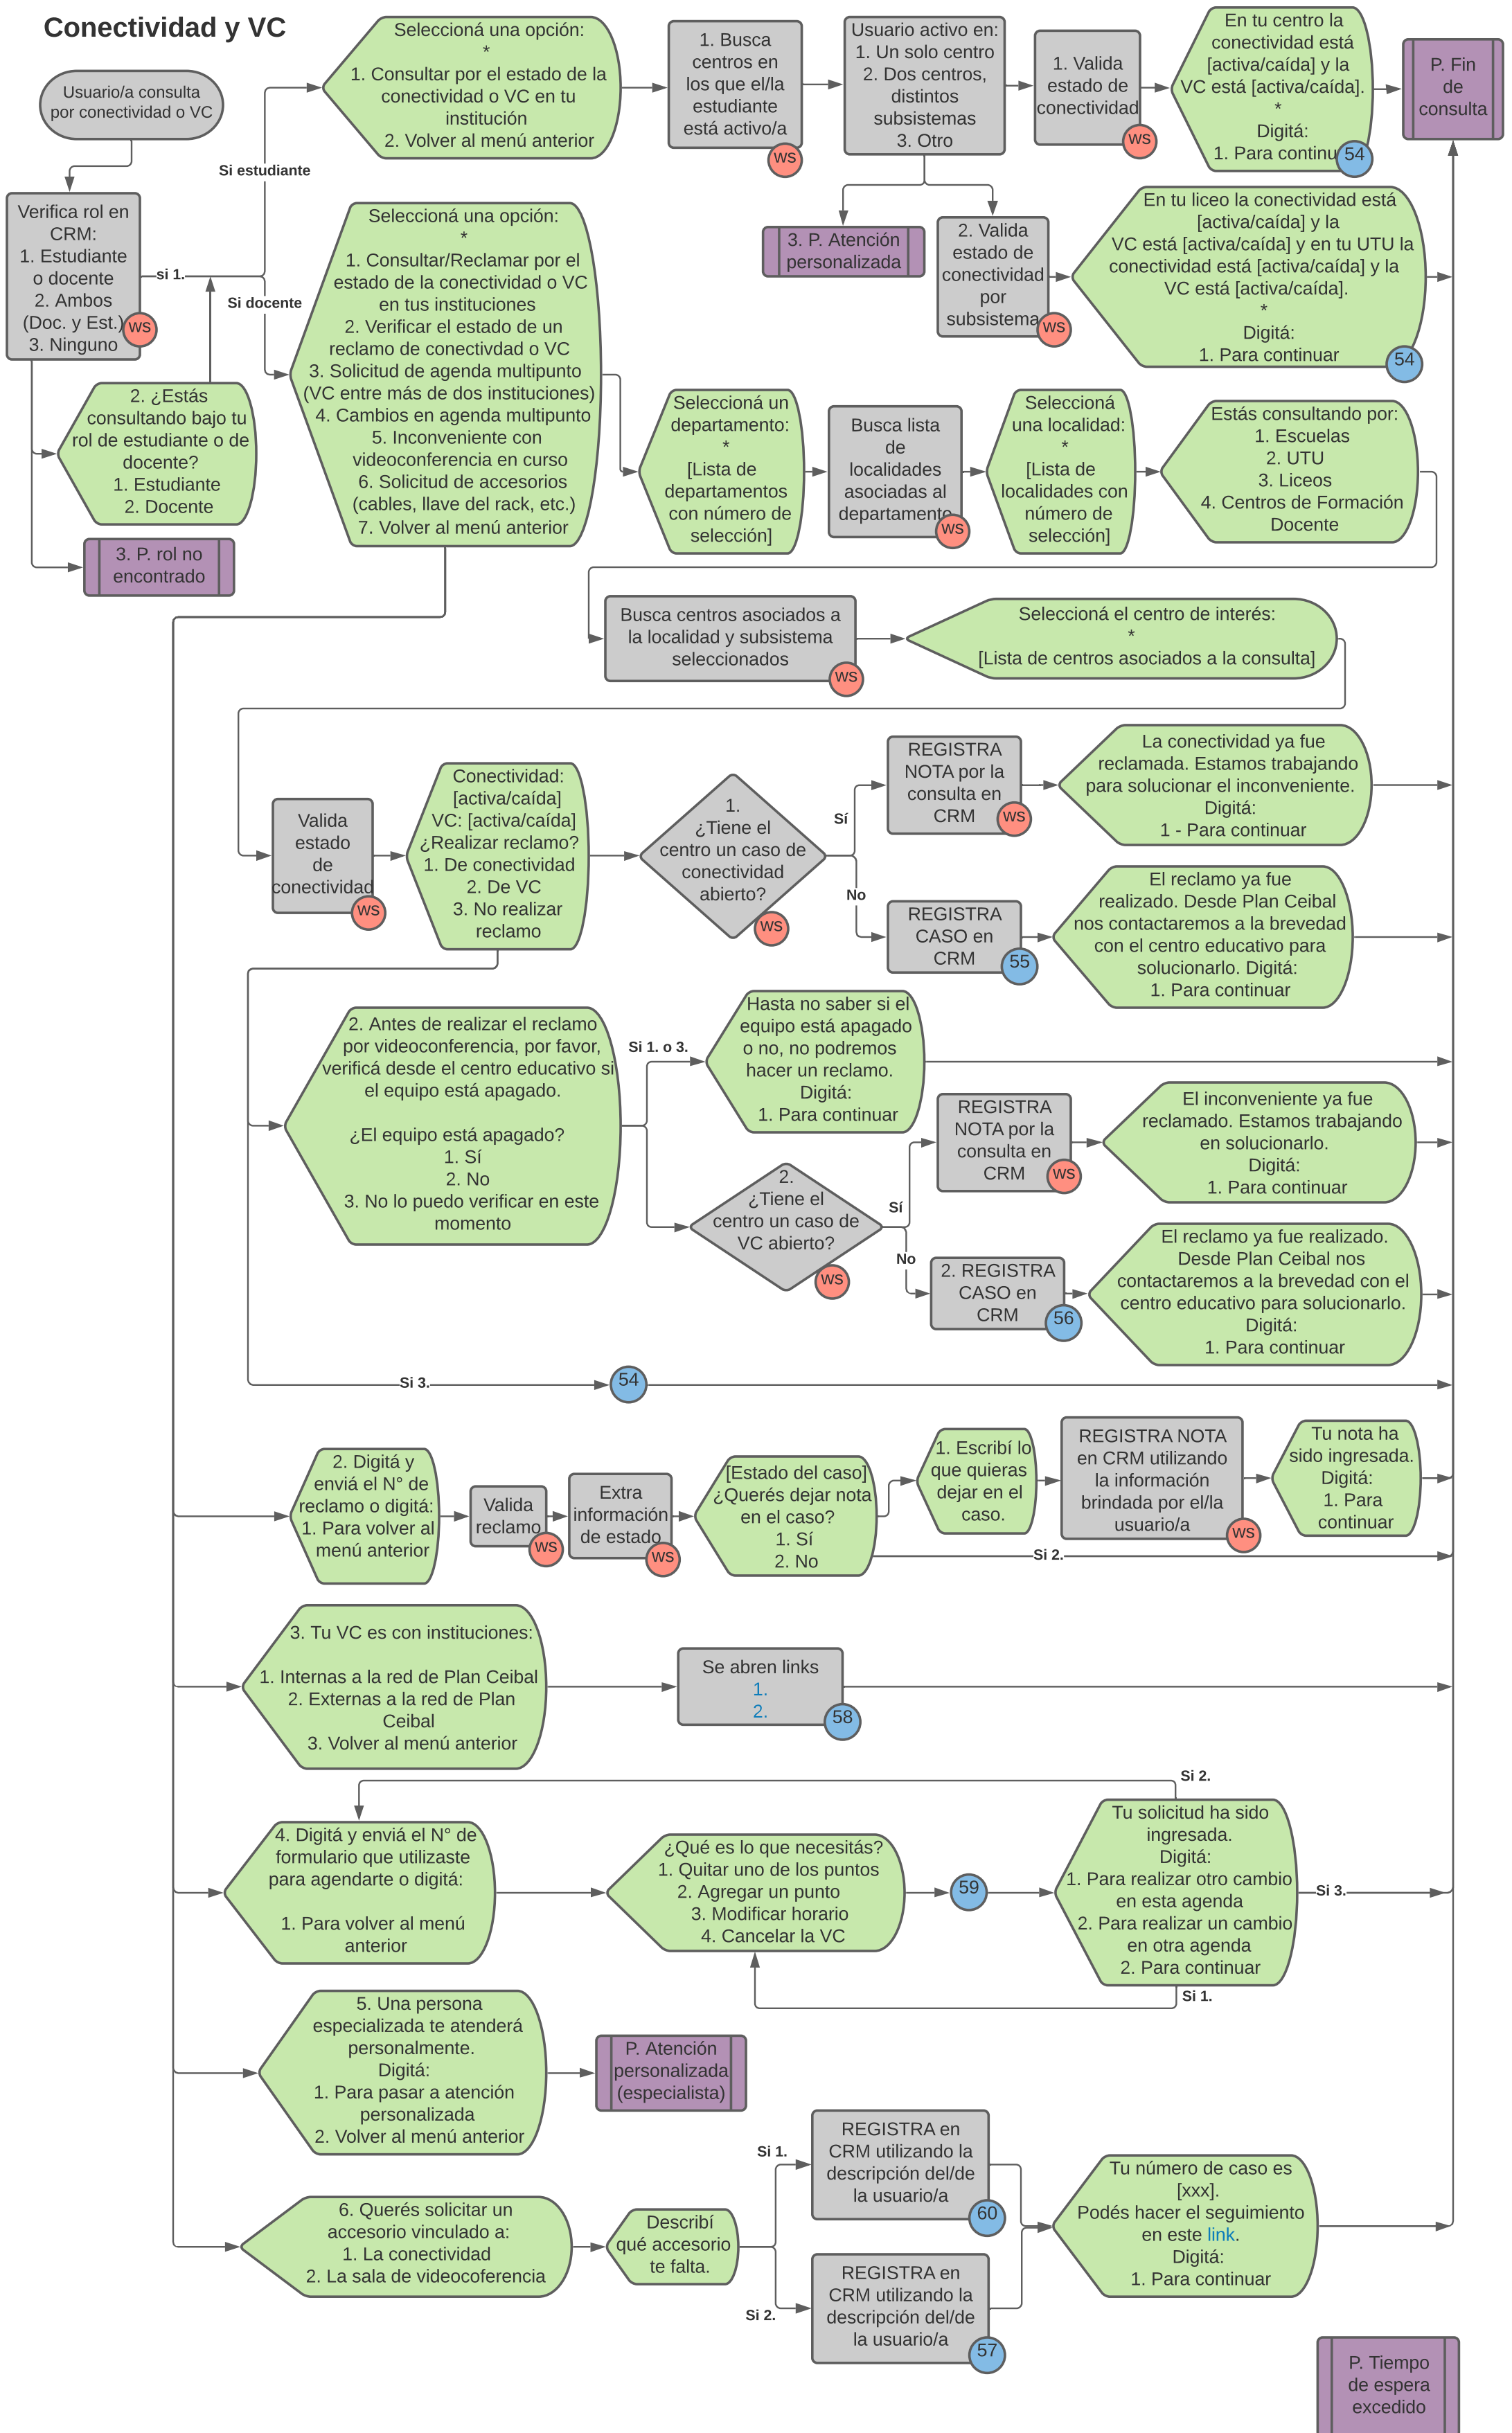 Conectividad y VC
Usuario/a consulta
por conectividad o VC
Verifica rol en
CRM:
1. Estudiante
o docente
2. Ambos
(Doc. y Est.)
3. Ninguno
ws
si 1.
Si estudiante
Si docente
2. ¿Estás
consultando bajo tu
rol de estudiante o de
docente?
1. Estudiante
2. Docente
3. P. rol no
encontrado
Seleccioná una opción:
*
1. Consultar por el estado de la
conectividad o VC en tu
institución
2. Volver al menú anterior
1. Busca
centros en
los que el/la
estudiante
está activo/a
ws
Usuario activo en:
1. Un solo centro
2. Dos centros,
distintos
subsistemas
3. Otro
1. Valida
estado de
conectividad
ws
En tu centro la
conectividad está
[activa/caída] y la
VC está [activa/caída].
*
Digitá:
1. Para continu
54
P. Fin
de
consulta
3. P. Atención
personalizada
2. Valida
estado de
conectividad
por
subsistema
ws
En tu liceo la conectividad está
[activa/caída] y la
VC está [activa/caída] y en tu UTU la
conectividad está [activa/caída] y la
VC está [activa/caída].
*
Digitá:
1. Para continuar
54
Seleccioná una opción:
*
1. Consultar/Reclamar por el
estado de la conectividad o VC
en tus instituciones
2. Verificar el estado de un
reclamo de conectivdad o VC
3. Solicitud de agenda multipunto
(VC entre más de dos instituciones)
4. Cambios en agenda multipunto
5. Inconveniente con
videoconferencia en curso
6. Solicitud de accesorios
(cables, llave del rack, etc.)
7. Volver al menú anterior
Seleccioná un
departamento:
*
[Lista de
departamentos
con número de
selección]
Busca lista
de
localidades
asociadas al
departamento
ws
Seleccioná
una localidad:
*
[Lista de
localidades con
número de
selección]
Estás consultando por:
1. Escuelas
2. UTU
3. Liceos
4. Centros de Formación
Docente
Busca centros asociados a
la localidad y subsistema
seleccionados
ws
Seleccioná el centro de interés:
*
[Lista de centros asociados a la consulta]
Valida
estado
de
conectividad
ws
Conectividad:
[activa/caída]
VC: [activa/caída]
¿Realizar reclamo?
1. De conectividad
2. De VC
3. No realizar
reclamo
1.
¿Tiene el
centro un caso de
conectividad
abierto?
ws
Sí
No
REGISTRA
NOTA por la
consulta en
CRM
ws
La conectividad ya fue
reclamada. Estamos trabajando
para solucionar el inconveniente.
Digitá:
1 - Para continuar
REGISTRA
CASO en
CRM
55
El reclamo ya fue
realizado. Desde Plan Ceibal
nos contactaremos a la brevedad
con el centro educativo para
solucionarlo. Digitá:
1. Para continuar
2. Antes de realizar el reclamo
por videoconferencia, por favor,
verificá desde el centro educativo si
el equipo está apagado.
¿El equipo está apagado?
1. Sí
2. No
3. No lo puedo verificar en este
momento
Si 1. o 3.
Hasta no saber si el
equipo está apagado
o no, no podremos
hacer un reclamo.
Digitá:
1. Para continuar
2.
¿Tiene el
centro un caso de
VC abierto?
ws
Sí
No
REGISTRA
NOTA por la
consulta en
CRM
ws
El inconveniente ya fue
reclamado. Estamos trabajando
en solucionarlo.
Digitá:
1. Para continuar
2. REGISTRA
CASO en
CRM
56
El reclamo ya fue realizado.
Desde Plan Ceibal nos
contactaremos a la brevedad con el
centro educativo para solucionarlo.
Digitá:
1. Para continuar
Si 3.
54
2. Digitá y
enviá el N° de
reclamo o digitá:
1. Para volver al
menú anterior
Valida
reclamo
ws
Extra
información
de estado
ws
[Estado del caso]
¿Querés dejar nota
en el caso?
1. Sí
2. No
Si 2.
1. Escribí lo
que quieras
dejar en el
caso.
REGISTRA NOTA
en CRM utilizando
la información
brindada por el/la
usuario/a
ws
Tu nota ha
sido ingresada.
Digitá:
1. Para
continuar
3. Tu VC es con instituciones:
1. Internas a la red de Plan Ceibal
2. Externas a la red de Plan
Ceibal
3. Volver al menú anterior
Se abren links
1.
2.
58
Si 2.
4. Digitá y enviá el N° de
formulario que utilizaste
para agendarte o digitá:
1. Para volver al menú
anterior
¿Qué es lo que necesitás?
1. Quitar uno de los puntos
2. Agregar un punto
3. Modificar horario
4. Cancelar la VC
59
Tu solicitud ha sido
ingresada.
Digitá:
1. Para realizar otro cambio
en esta agenda
2. Para realizar un cambio
en otra agenda
2. Para continuar
Si 3.
Si 1.
5. Una persona
especializada te atenderá
personalmente.
Digitá:
1. Para pasar a atención
personalizada
2. Volver al menú anterior
P. Atención
personalizada
(especialista)
6. Querés solicitar un
accesorio vinculado a:
1. La conectividad
2. La sala de videocoferencia
Describí
qué accesorio
te falta.
Si 1.
Si 2.
REGISTRA en
CRM utilizando la
descripción del/de
la usuario/a
60
REGISTRA en
CRM utilizando la
descripción del/de
la usuario/a
57
Tu número de caso es
[xxx].
Podés hacer el seguimiento
en este link.
Digitá:
1. Para continuar
P. Tiempo
de espera
excedido